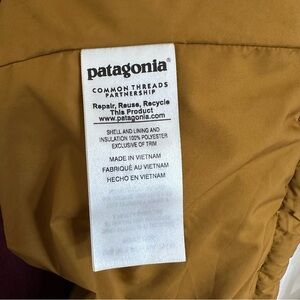 patagonia®
COMMON THREADS
PARTNERSHIP
Repair, Reuse, Recycle
This Product
www.patagonia.com
SHELL AND LINING AND
INSULATION 100% POLYESTER
EXCLUSIVE OF TRIM
MADE IN VIETNAM
FABRIQUÉ AU VIETNAM
HECHO EN VIETNAM